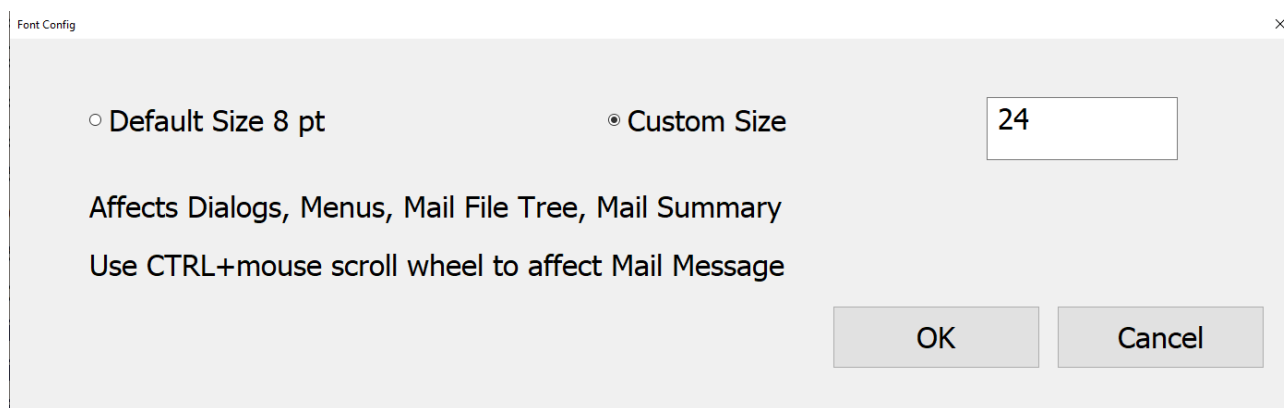 Font Config
Default Size 8 pt
Custom Size
24
Affects Dialogs, Menus, Mail File Tree, Mail Summary
Use CTRL+mouse scroll wheel to affect Mail Message
OK
Cancel